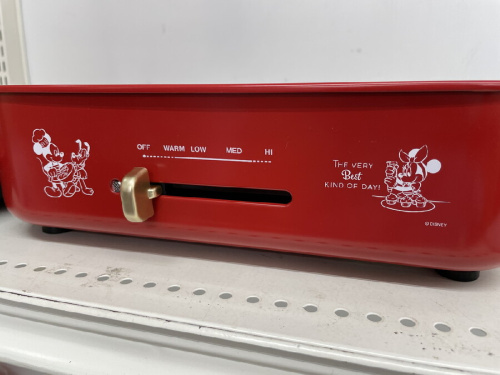 OFF WARM LOW MED HI
THE VERY
Best
KIND OF DAY!
© DISNEY